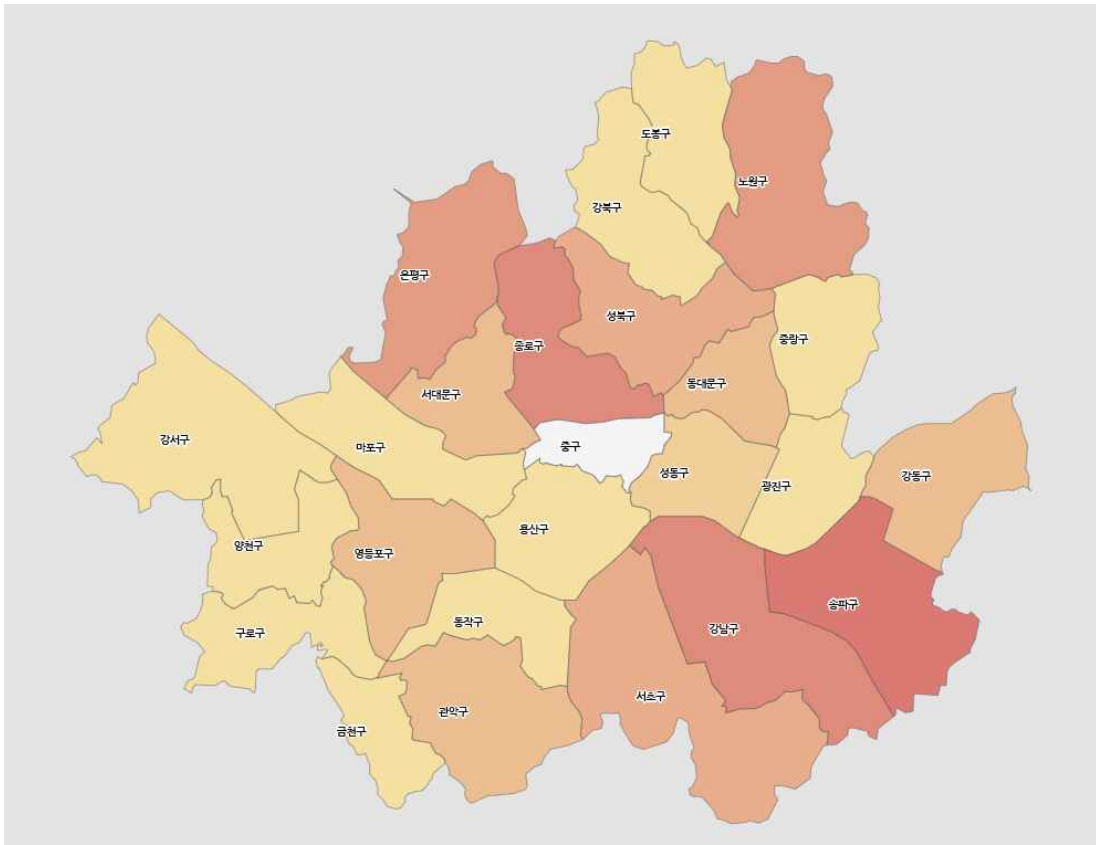 도봉구
노원구
강북구
은평구
성북구
종로구
중랑구
동대문구
서대문구
강서구
마포구
중구
성동구
광진구
강동구
용산구
양천구
영등포구
송파구
구로구
동작구
강남구
서초구
관악구
금천구